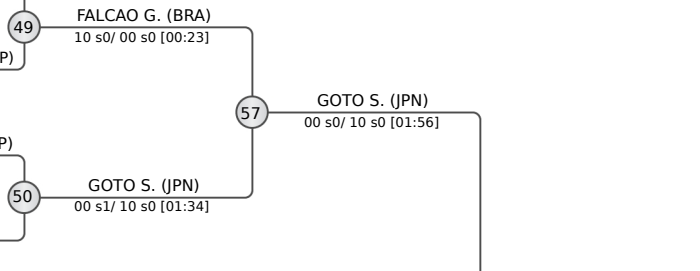 FALCAO G. (BRA)
49
10 s0/ 00 s0 [00:23]
P)
GOTO S. (JPN)
57
00 s0/ 10 s0 [01:56]
P)
GOTO S. (JPN)
50
00 s1/ 10 s0 [01:34]